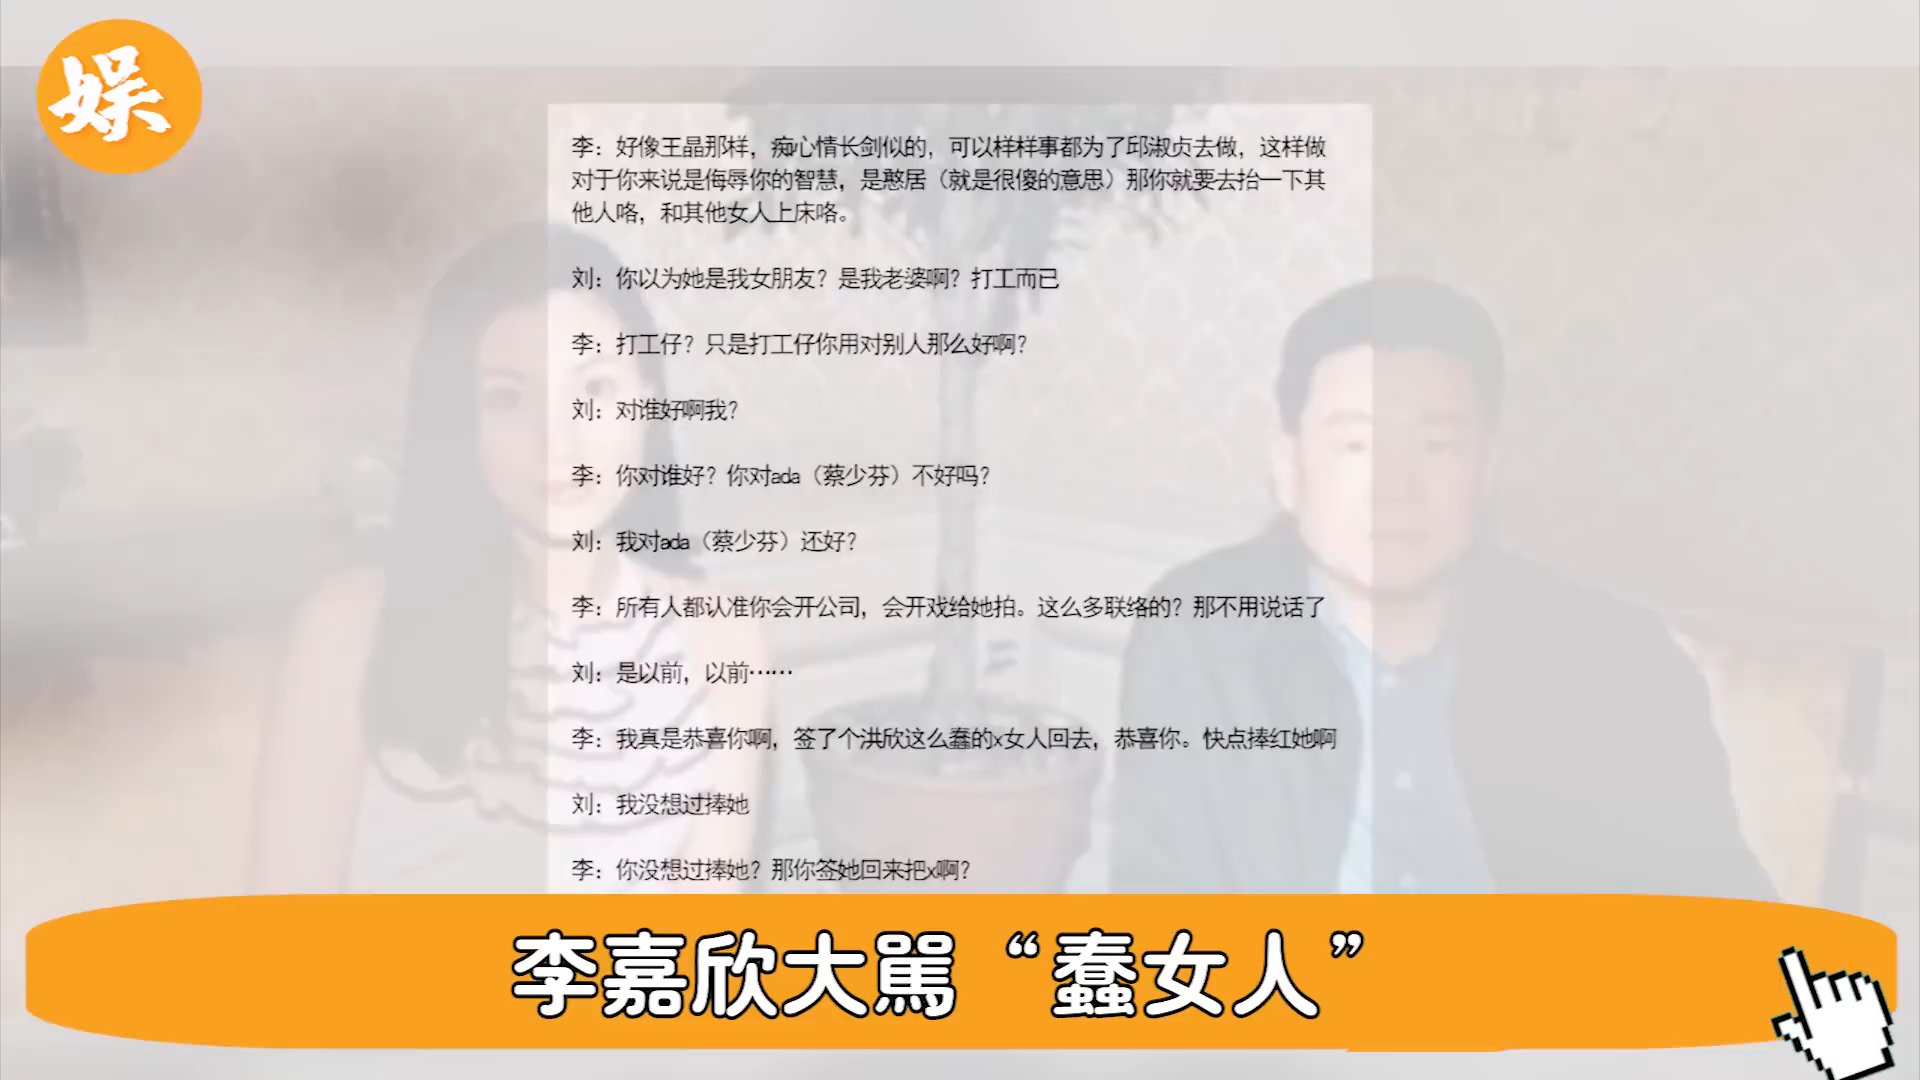 娱
李：好像王晶那样，痴心情长剑似的，可以样样事都为了邱淑贞去做，这样做
对于你来说是侮辱你的智慧，是憨居（就是很傻的意思）那你就要去抬一下其
他人咯，和其他女人上床咯。
刘：你以为她是我女朋友？是我老婆啊？打工而已
李：打工仔？只是打工仔你用对别人那么好啊？
刘：对谁好啊我？
李：你对谁好？你对ada（蔡少芬）不好吗？
刘：我对ada（蔡少芬）还好？
李：所有人都认准你会开公司，会开戏给她拍。这么多联络的？那不用说话了
刘：是以前，以前……
李：我真是恭喜你啊，签了个洪欣这么蠢的x女人回去，恭喜你。快点捧红她啊
刘：我没想过捧她
李：你没想过捧她？那你签她回来把x啊？
李嘉欣大駡“蠢女人”